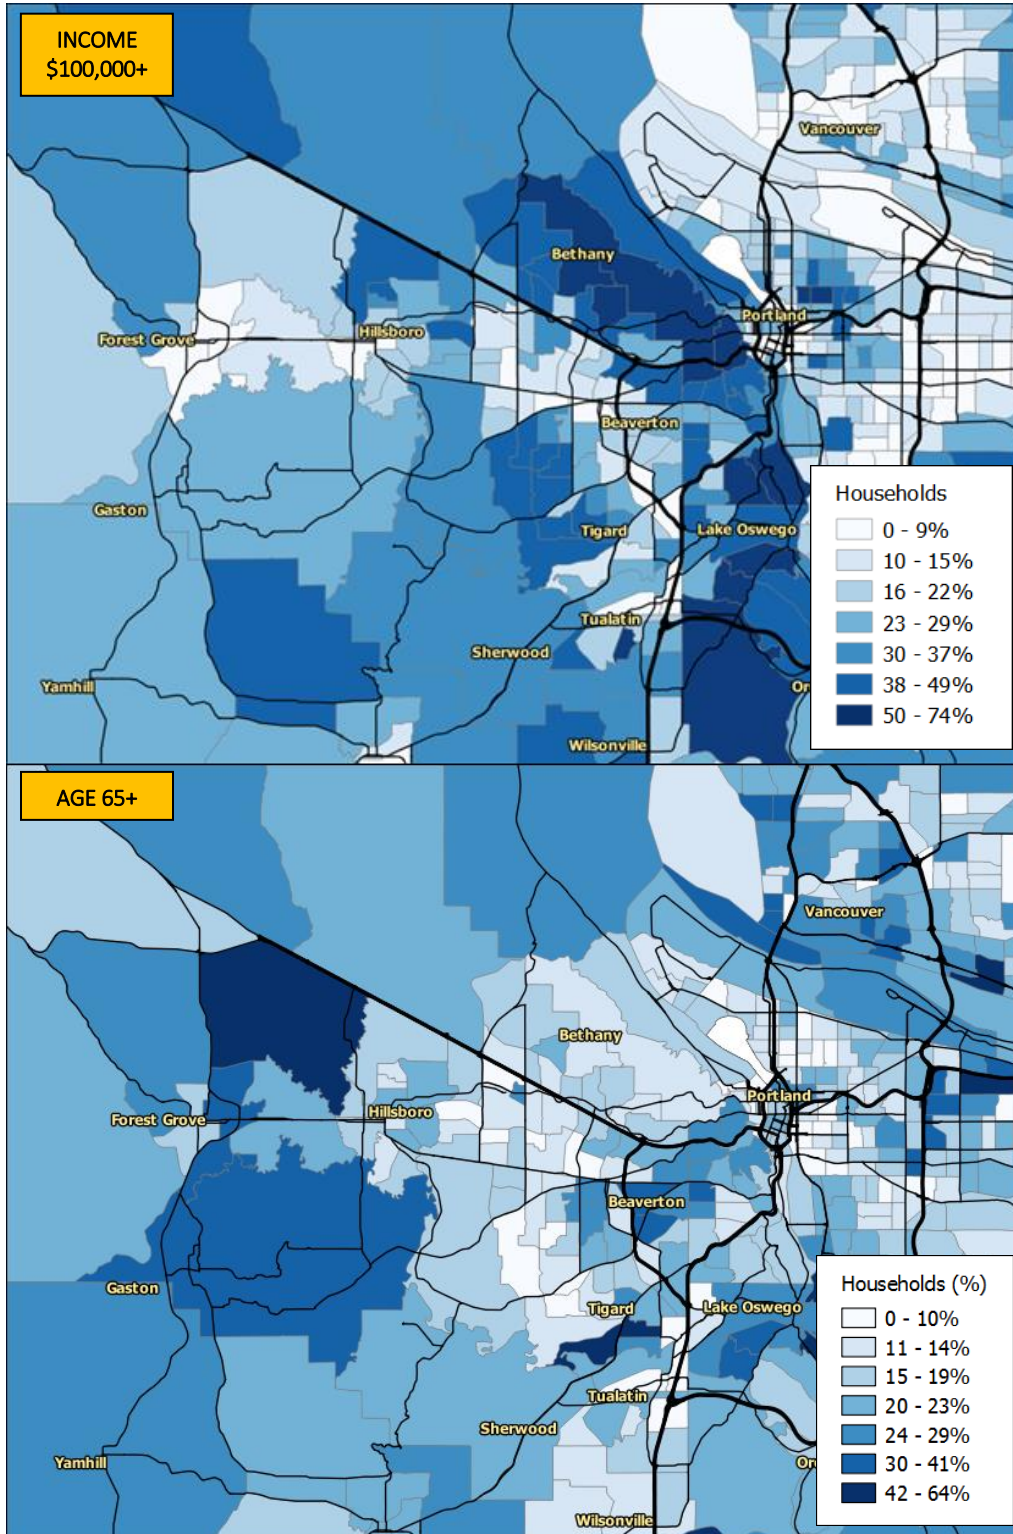 INCOME
$100,000+
Vancouver
Bethany
Portland
Hillsboro
Forest Grove
Beaverton
Gaston
Tigard
Lake Oswego
Tualatin
Sherwood
Yamhill
Or
Wilsonville
Households
0 - 9%
10 - 15%
16 - 22%
23 - 29%
30 - 37%
38 - 49%
50 - 74%
AGE 65+
Vancouver
Bethany
Portland
Hillsboro
Forest Grove
Beaverton
Gaston
Tigard
Lake Oswego
Tualatin
Sherwood
Yamhill
Or
Wilsonville
Households (%)
0 - 10%
11 - 14%
15 - 19%
20 - 23%
24 - 29%
30 - 41%
42 - 64%